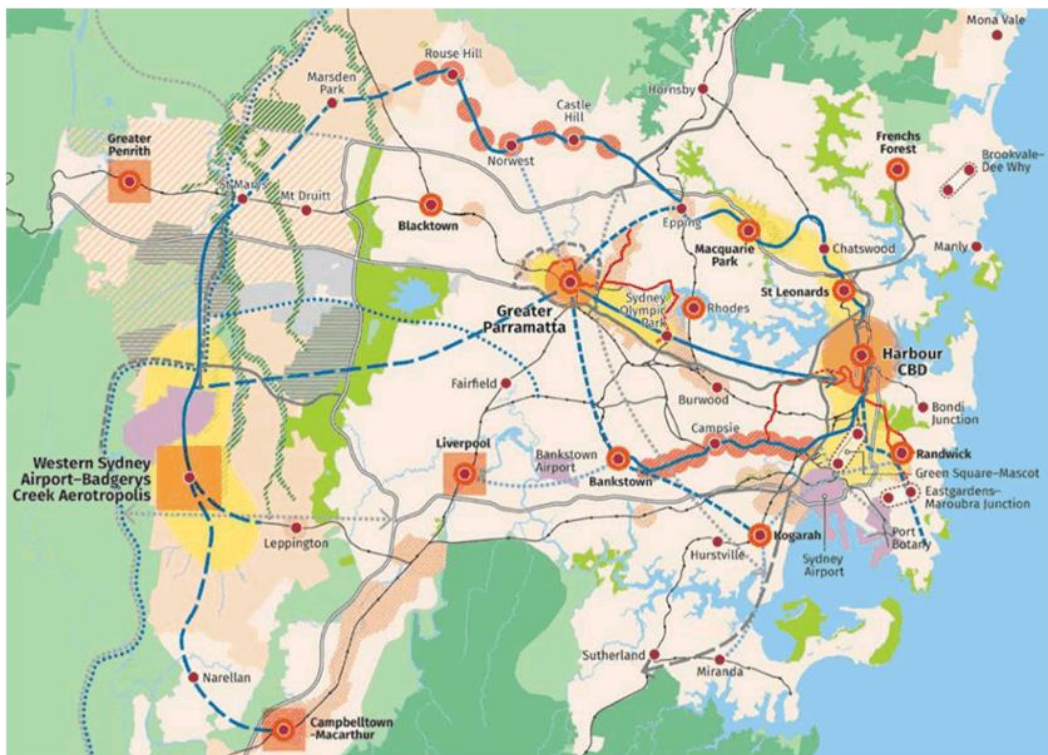 Mona Vale
Rouse Hill
Marsden
Park
Hornsby
Castle
Hill
Greater
Penrith
Frenchs
Forest
Norwest
Brookvale–
Dee Why
St Marys
Mt Druitt
Blacktown
Epping
Macquarie
Park
Chatswood
Manly
St Leonards
Greater
Parramatta
Sydney
Olympic
Park
Rhodes
Harbour
CBD
Fairfield
Burwood
Bondi
Junction
Liverpool
Campsie
Bankstown
Airport
Bankstown
Randwick
Western Sydney
Airport–Badgerys
Creek Aerotropolis
Green Square–Mascot
Eastgardens–
Maroubra Junction
Leppington
Kogarah
Hurstville
Port
Botany
Sydney
Airport
Sutherland
Miranda
Narellan
Campbelltown
–Macarthur